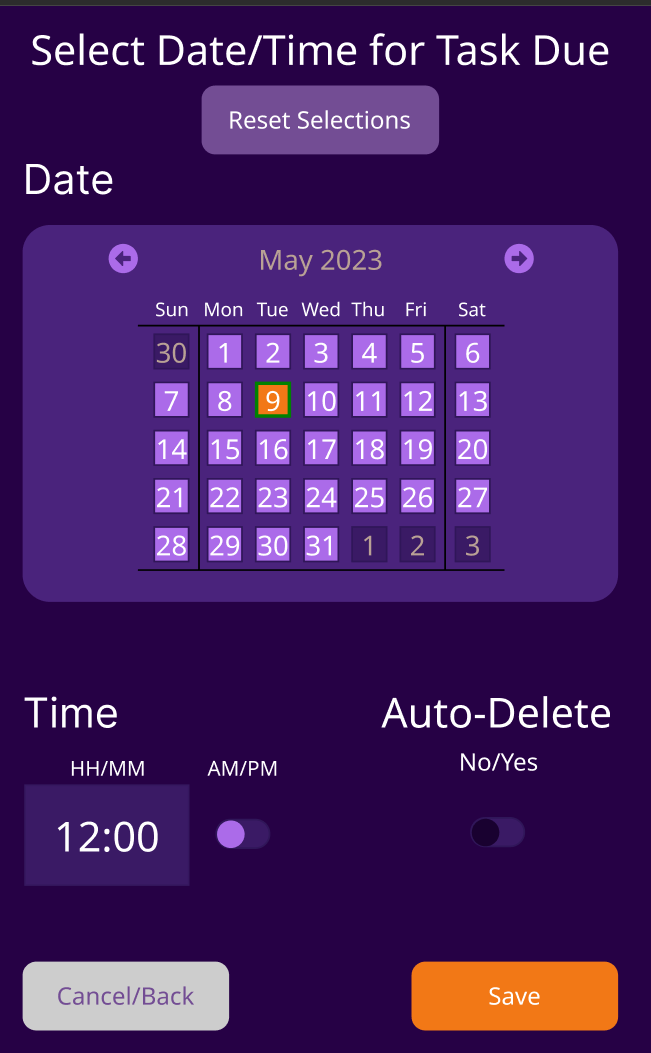 Select Date/Time for Task Due
Reset Selections
Date
May 2023
Sun Mon Tue Wed Thu Fri Sat
30 1 2 3 4 5 6
7 8 9 10 11 12 13
14 15 16 17 18 19 20
21 22 23 24 25 26 27
28 29 30 31 1 2 3
Time Auto-Delete
HH/MM AM/PM No/Yes
12:00
Cancel/Back Save